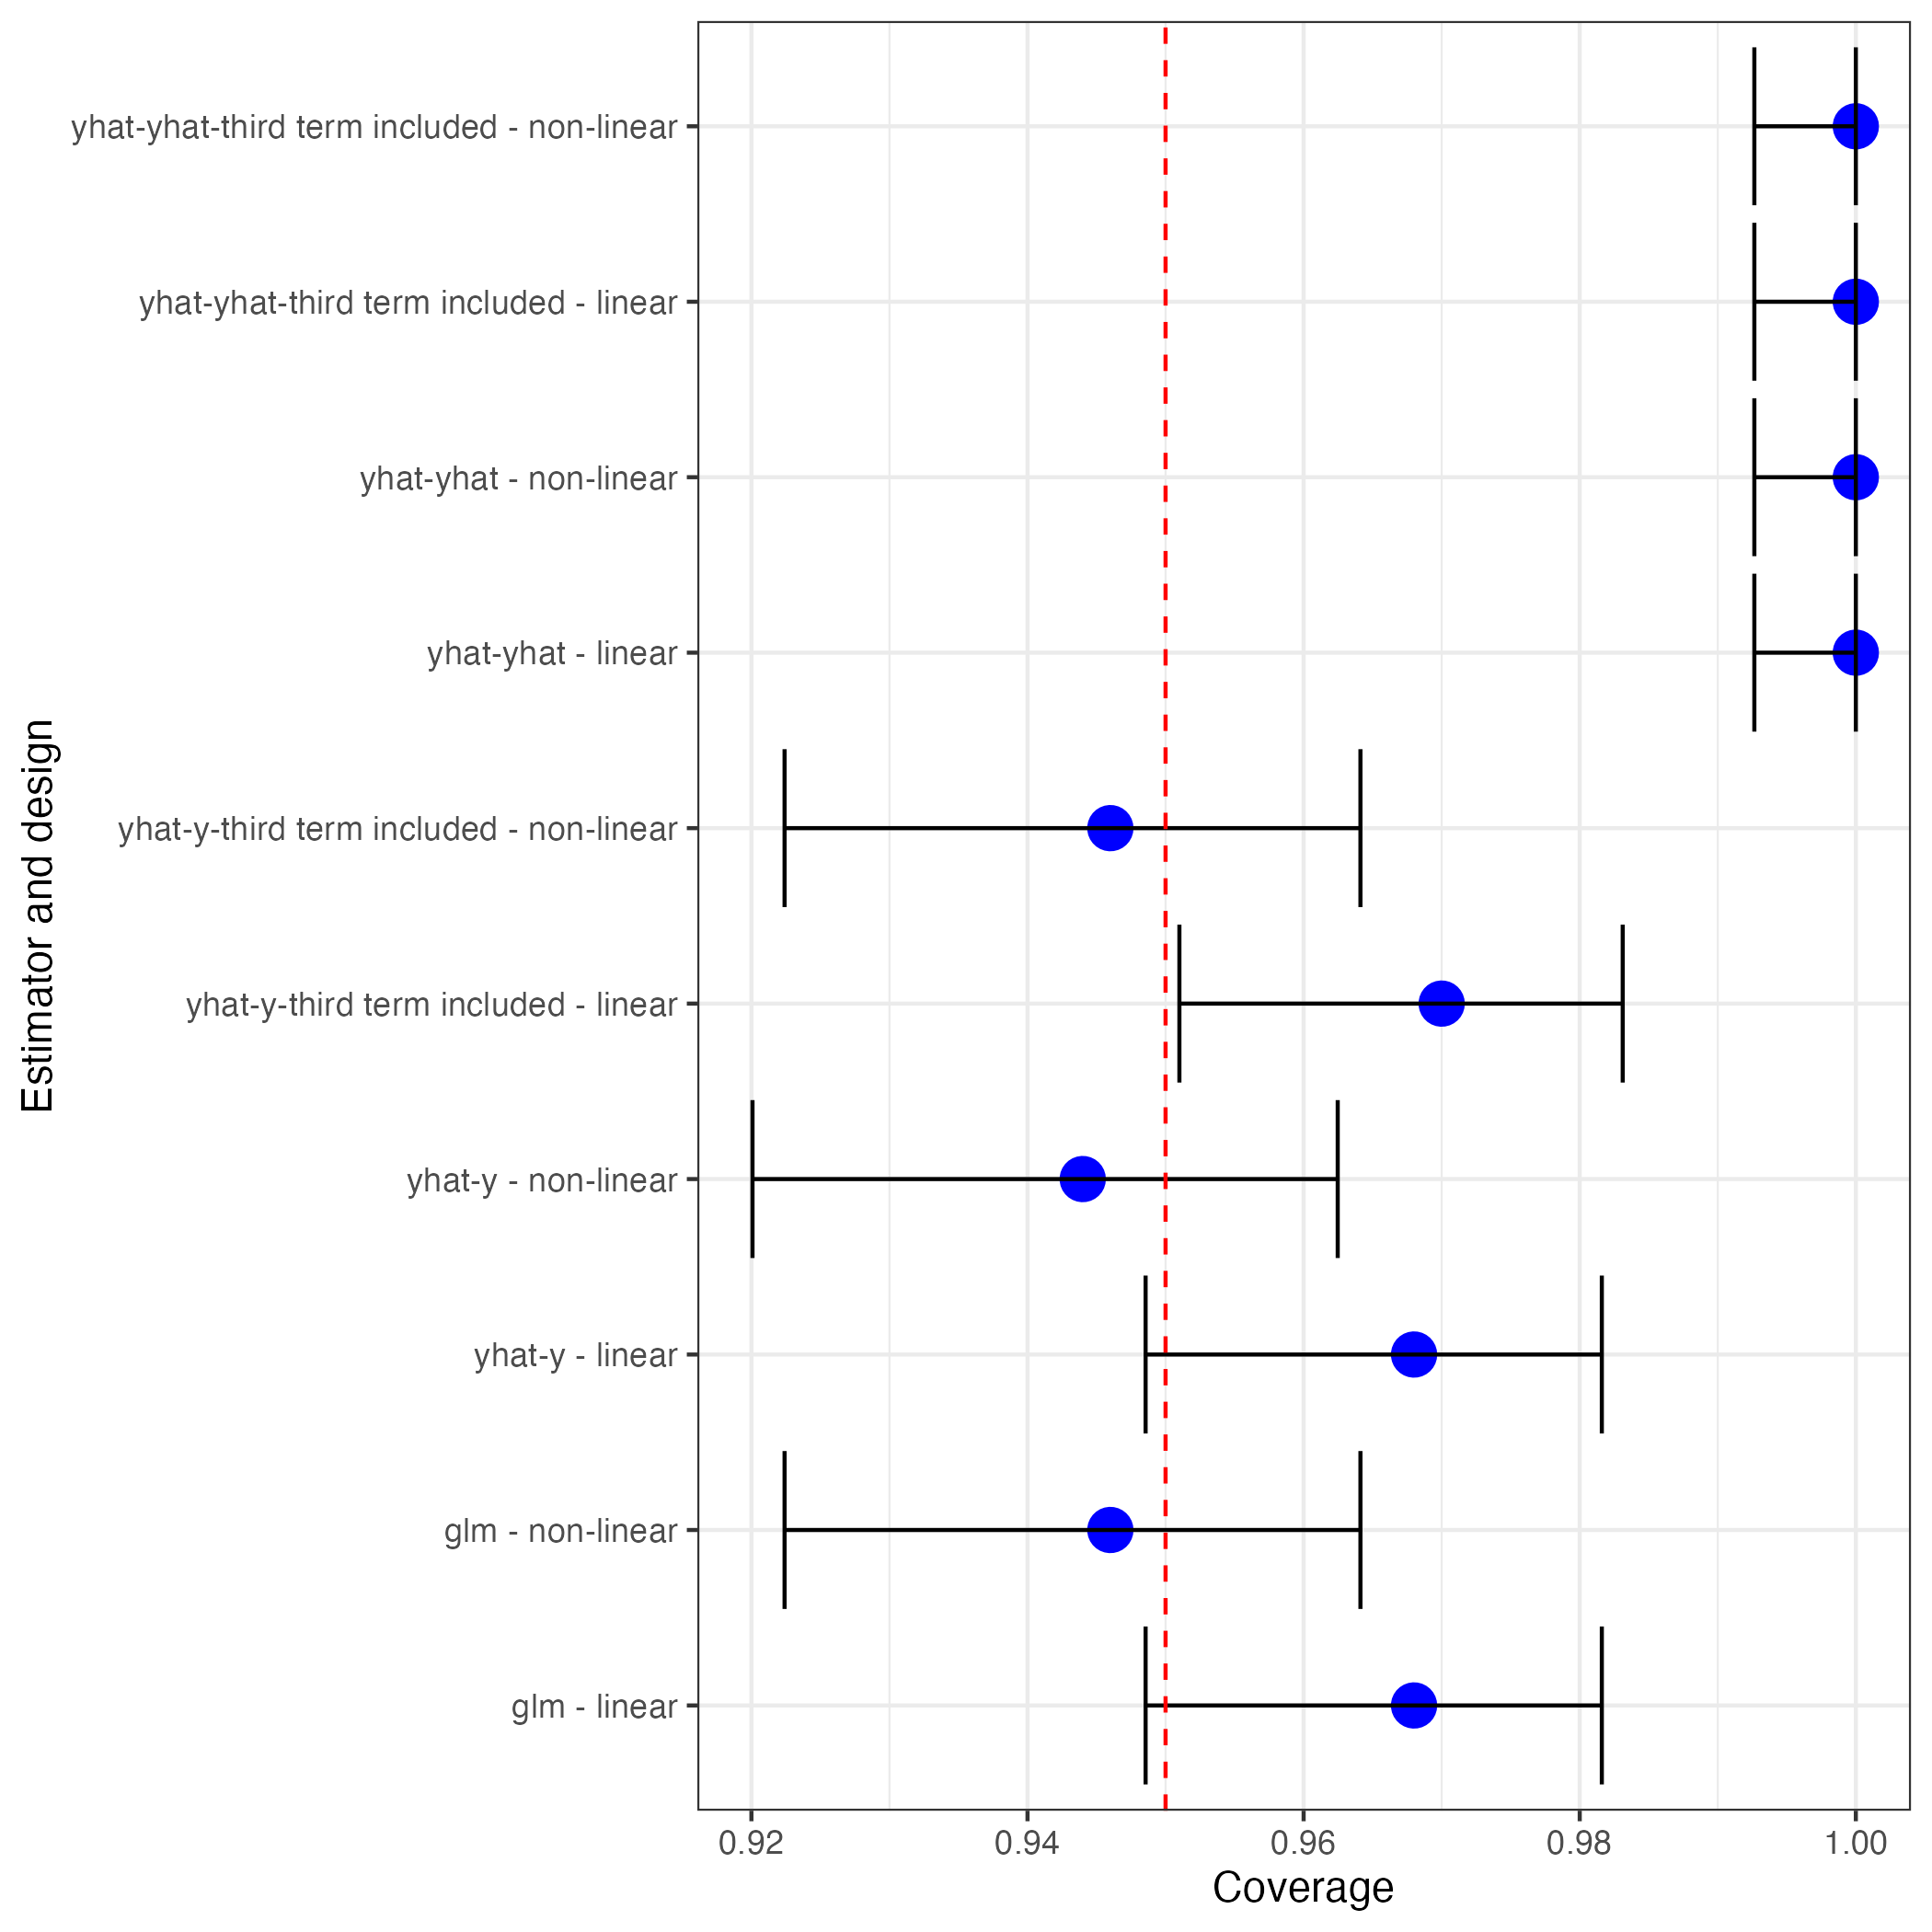 Estimator and design
yhat-yhat-third term included - non-linear
yhat-yhat-third term included - linear
yhat-yhat - non-linear
yhat-yhat - linear
yhat-y-third term included - non-linear
yhat-y-third term included - linear
yhat-y - non-linear
yhat-y - linear
glm - non-linear
glm - linear
0.92 0.94 0.96 0.98 1.00
Coverage